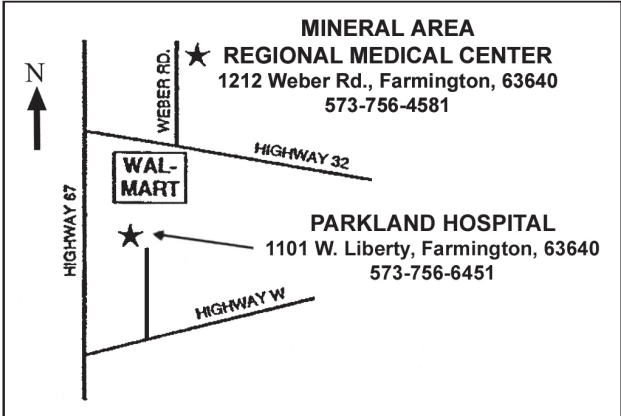 MINERAL AREA
REGIONAL MEDICAL CENTER
1212 Weber Rd., Farmington, 63640
573-756-4581
N
WEBER RD.
HIGHWAY 32
WAL-
MART
HIGHWAY 67
PARKLAND HOSPITAL
1101 W. Liberty, Farmington, 63640
573-756-6451
HIGHWAY W